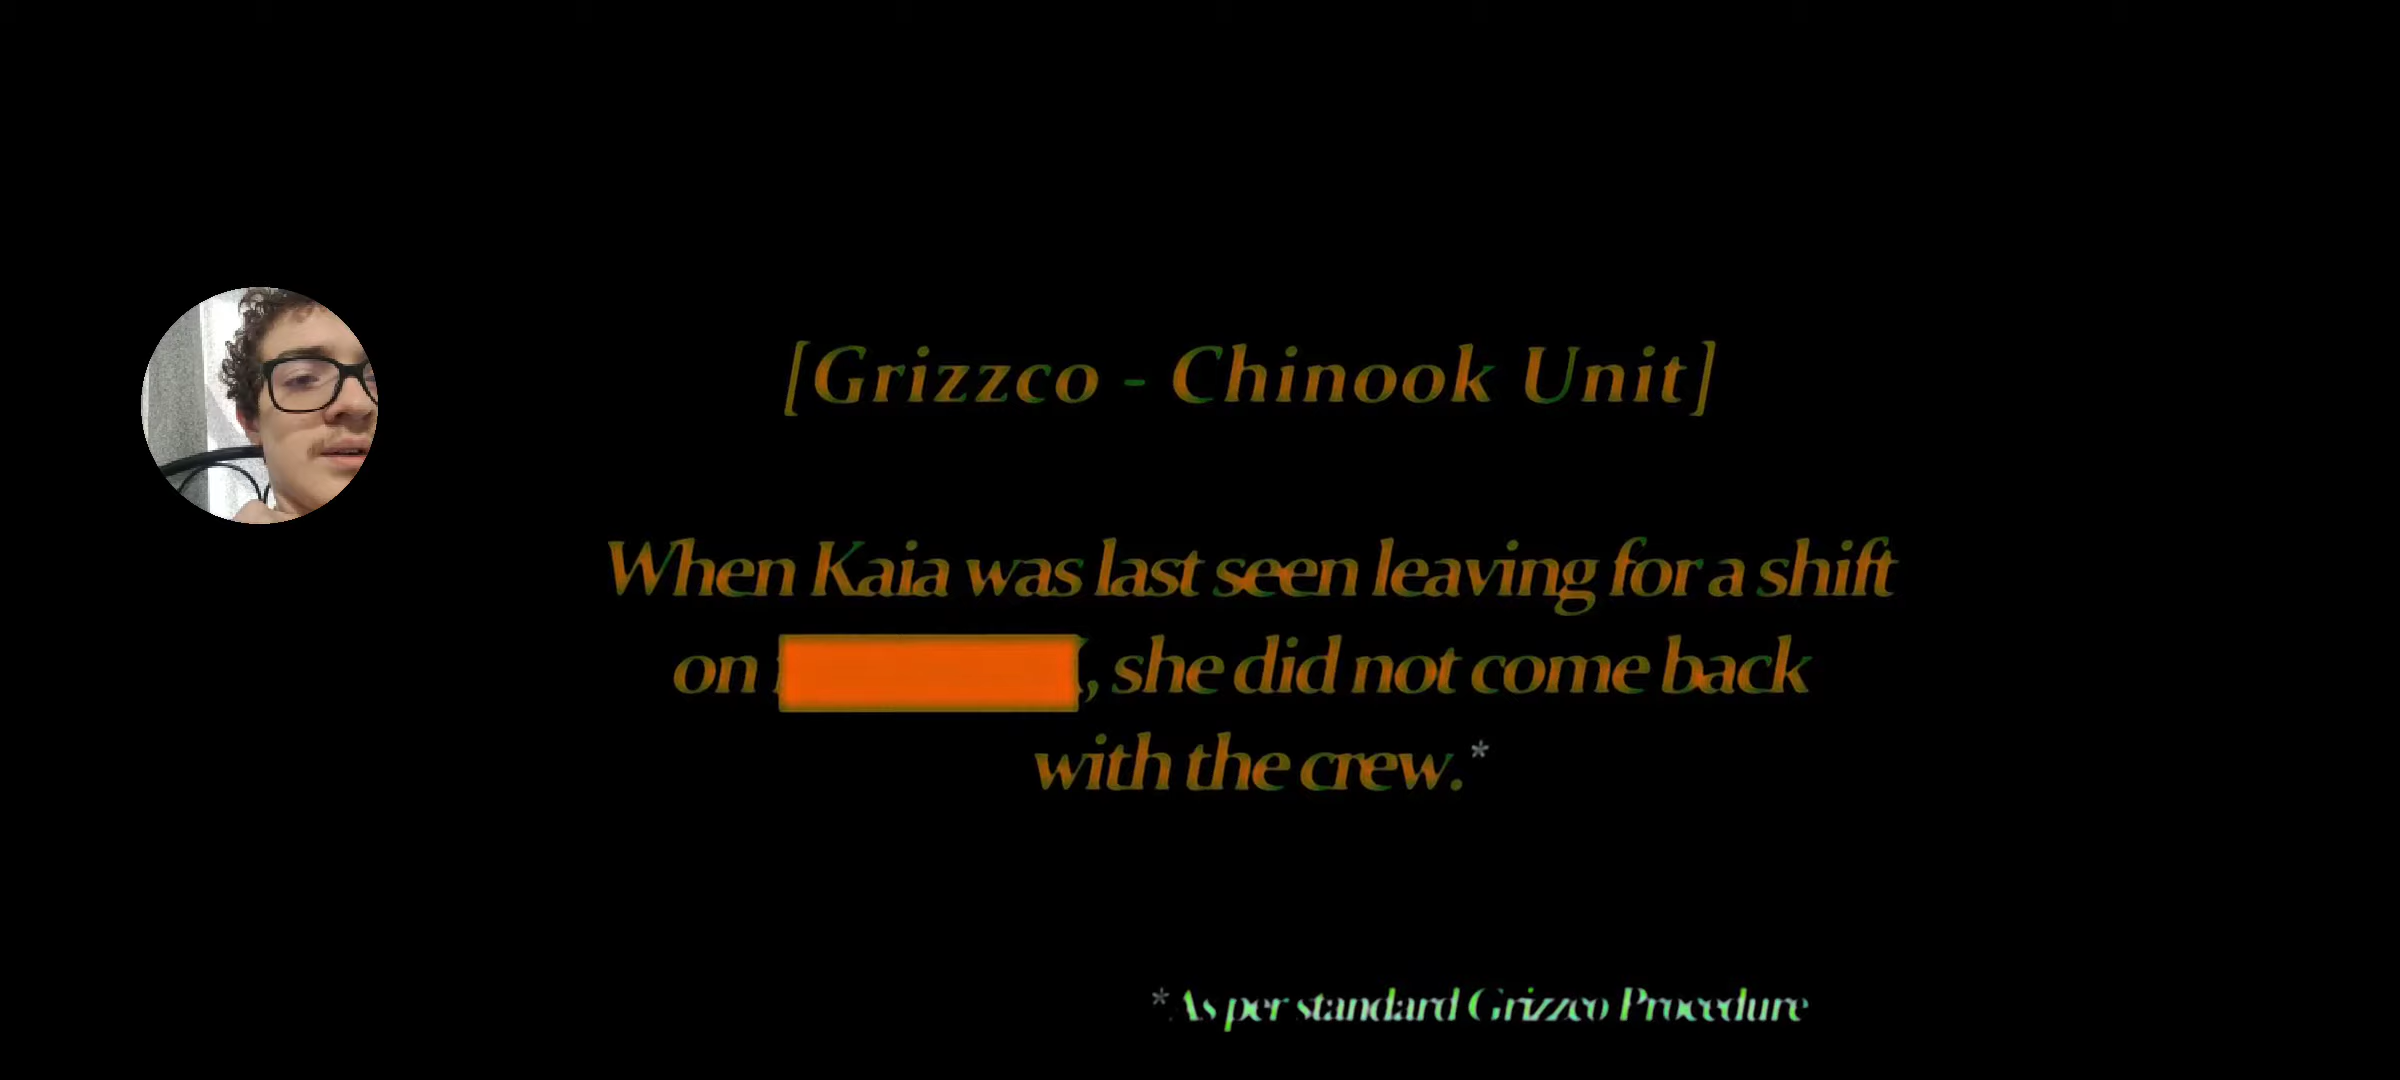 [Grizzco - Chinook Unit]
When Kaia was last seen leaving for a shift
on , she did not come back
with the crew.*
*As per standard Grizzco Procedure